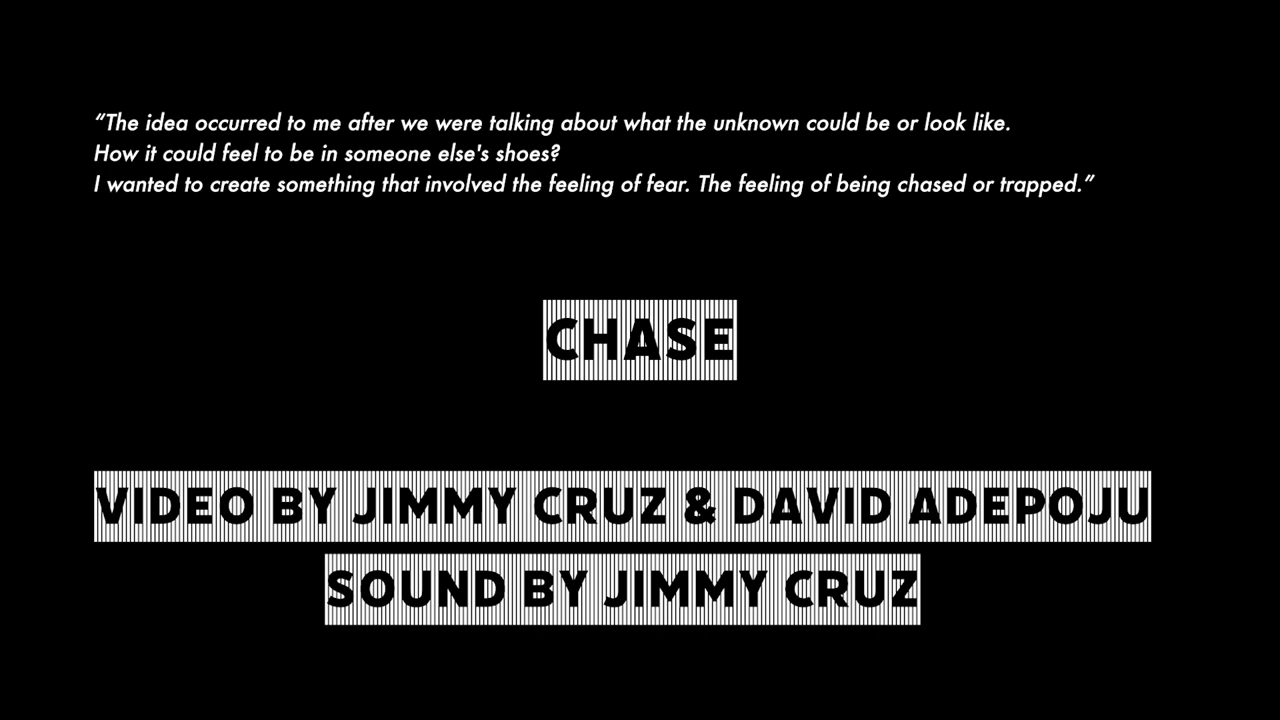 “The idea occurred to me after we were talking about what the unknown could be or look like.
How it could feel to be in someone else's shoes?
I wanted to create something that involved the feeling of fear. The feeling of being chased or trapped.”
CHASE
VIDEO BY JIMMY CRUZ & DAVID ADEPOJU
SOUND BY JIMMY CRUZ